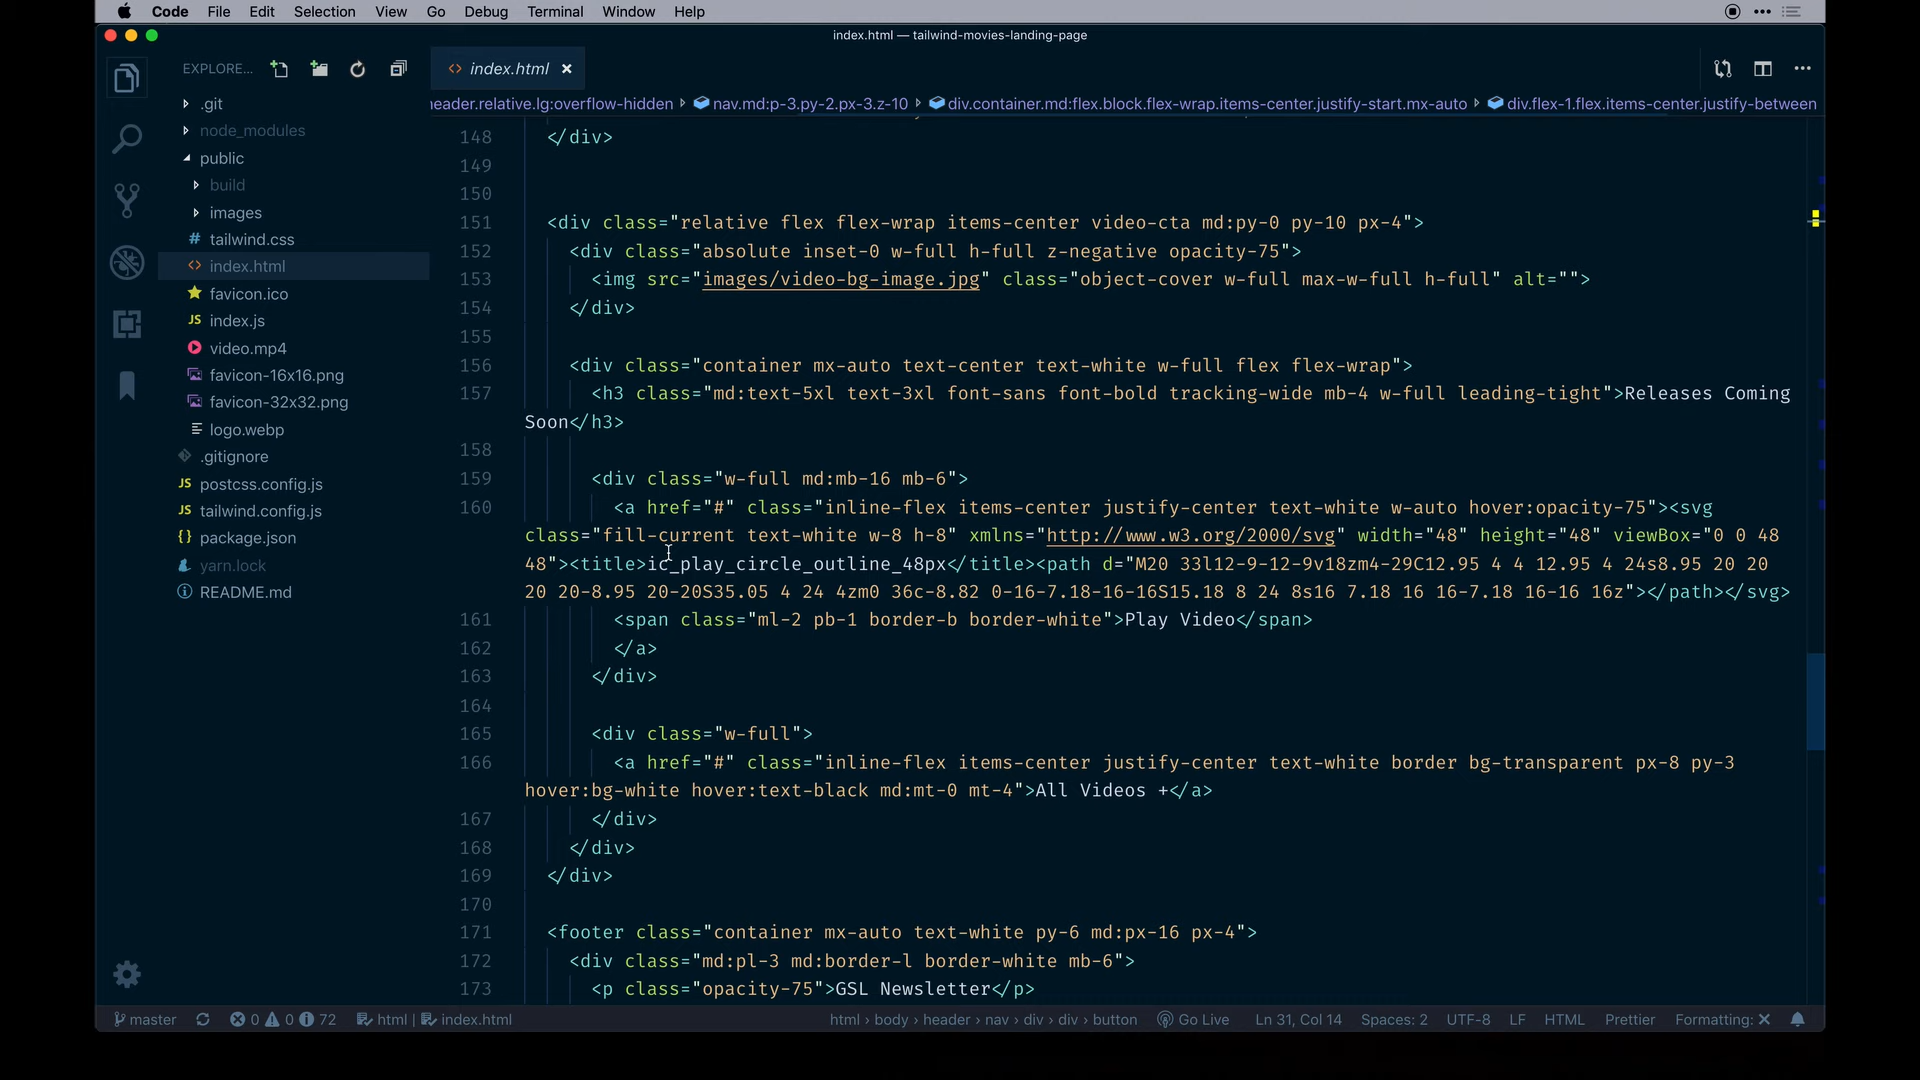 Code File Edit Selection View Go Debug Terminal Window Help
index.html — tailwind-movies-landing-page
EXPLORE...
index.html
.git
node_modules
public
build
images
# tailwind.css
<> index.html
favicon.ico
JS index.js
video.mp4
favicon-16x16.png
favicon-32x32.png
logo.webp
.gitignore
JS postcss.config.js
JS tailwind.config.js
{} package.json
yarn.lock
README.md
header.relative.lg:overflow-hidden nav.md:p-3.py-2.px-3.z-10 div.container.md:flex.block.flex-wrap.items-center.justify-start.mx-auto div.flex-1.flex.items-center.justify-between
148 </div>
149
150
151 <div class="relative flex flex-wrap items-center video-cta md:py-0 py-10 px-4">
152 <div class="absolute inset-0 w-full h-full z-negative opacity-75">
153 <img src="images/video-bg-image.jpg" class="object-cover w-full max-w-full h-full" alt="">
154 </div>
155
156 <div class="container mx-auto text-center text-white w-full flex flex-wrap">
157 <h3 class="md:text-5xl text-3xl font-sans font-bold tracking-wide mb-4 w-full leading-tight">Releases Coming
Soon</h3>
158
159 <div class="w-full md:mb-16 mb-6">
160 <a href="#" class="inline-flex items-center justify-center text-white w-auto hover:opacity-75"><svg
class="fill-current text-white w-8 h-8" xmlns="http://www.w3.org/2000/svg" width="48" height="48" viewBox="0 0 48
48"><title>ic_play_circle_outline_48px</title><path d="M20 33l12-9-12-9v18zm4-29C12.95 4 4 12.95 4 24s8.95 20 20
20 20-8.95 20-20S35.05 4 24 4zm0 36c-8.82 0-16-7.18-16-16S15.18 8 24 8s16 7.18 16 16-7.18 16-16 16z"></path></svg>
161 <span class="ml-2 pb-1 border-b border-white">Play Video</span>
162 </a>
163 </div>
164
165 <div class="w-full">
166 <a href="#" class="inline-flex items-center justify-center text-white border bg-transparent px-8 py-3
hover:bg-white hover:text-black md:mt-0 mt-4">All Videos +</a>
167 </div>
168 </div>
169 </div>
170
171 <footer class="container mx-auto text-white py-6 md:px-16 px-4">
172 <div class="md:pl-3 md:border-l border-white mb-6">
173 <p class="opacity-75">GSL Newsletter</p>
master 0 0 72 html | index.html html › body › header › nav › div › div › button Go Live Ln 31, Col 14 Spaces: 2 UTF-8 LF HTML Prettier Formatting: ✕